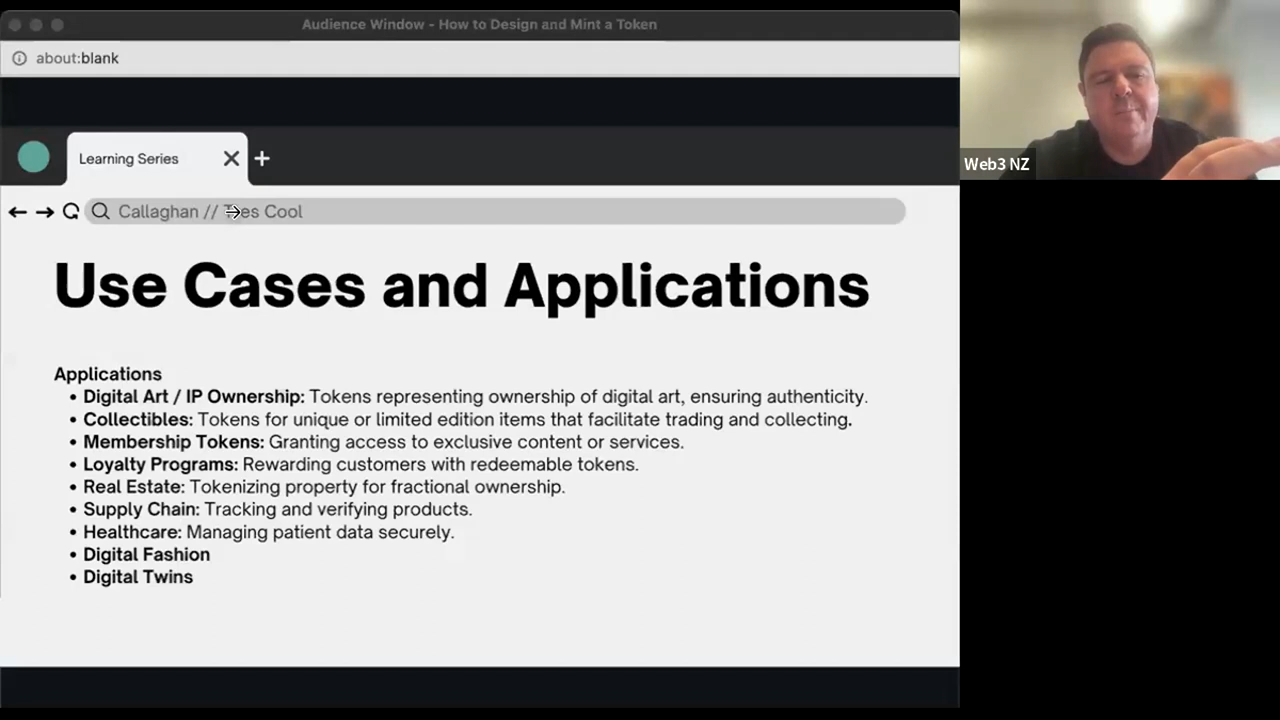 Audience Window - How to Design and Mint a Token
about:blank
Learning Series
Callaghan // Tres Cool
Web3 NZ
Use Cases and Applications
Applications
• Digital Art / IP Ownership: Tokens representing ownership of digital art, ensuring authenticity.
• Collectibles: Tokens for unique or limited edition items that facilitate trading and collecting.
• Membership Tokens: Granting access to exclusive content or services.
• Loyalty Programs: Rewarding customers with redeemable tokens.
• Real Estate: Tokenizing property for fractional ownership.
• Supply Chain: Tracking and verifying products.
• Healthcare: Managing patient data securely.
• Digital Fashion
• Digital Twins